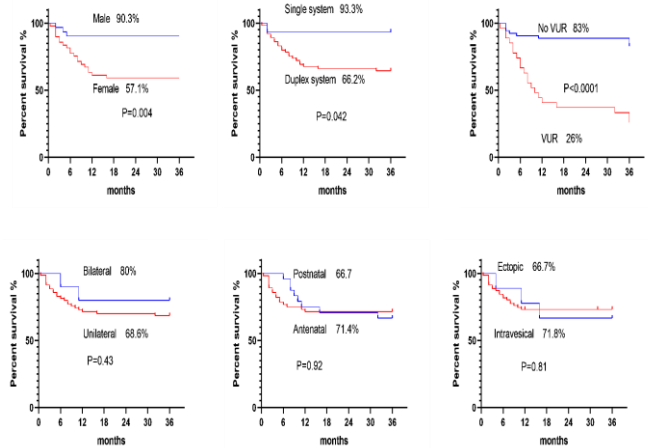 Percent survival %
100
50
0
Male 90.3%
Female 57.1%
P=0.004
0 6 12 18 24 30 36
months
Percent survival %
100
50
0
Single system 93.3%
Duplex system 66.2%
P=0.042
0 6 12 18 24 30 36
months
Percent survival %
100
50
0
No VUR 83%
P<0.0001
VUR 26%
0 6 12 18 24 30 36
months
Percent survival %
100
50
0
Bilateral 80%
Unilateral 68.6%
P=0.43
0 6 12 18 24 30 36
months
Percent survival %
100
50
0
Postnatal 66.7
Antenatal 71.4%
P=0.92
0 6 12 18 24 30 36
months
Percent survival %
100
50
0
Ectopic 66.7%
Intravesical 71.8%
P=0.81
0 6 12 18 24 30 36
months